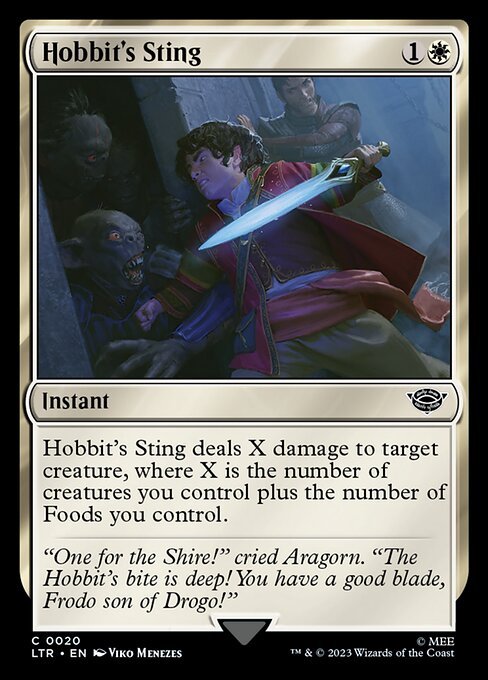 Hobbit's Sting 1
Instant
Hobbit's Sting deals X damage to target
creature, where X is the number of
creatures you control plus the number of
Foods you control.
“One for the Shire!” cried Aragorn. “The
Hobbit's bite is deep! You have a good blade,
Frodo son of Drogo!”
C 0020
LTR • EN Viko Menezes
© MEE
™ & © 2023 Wizards of the Coast